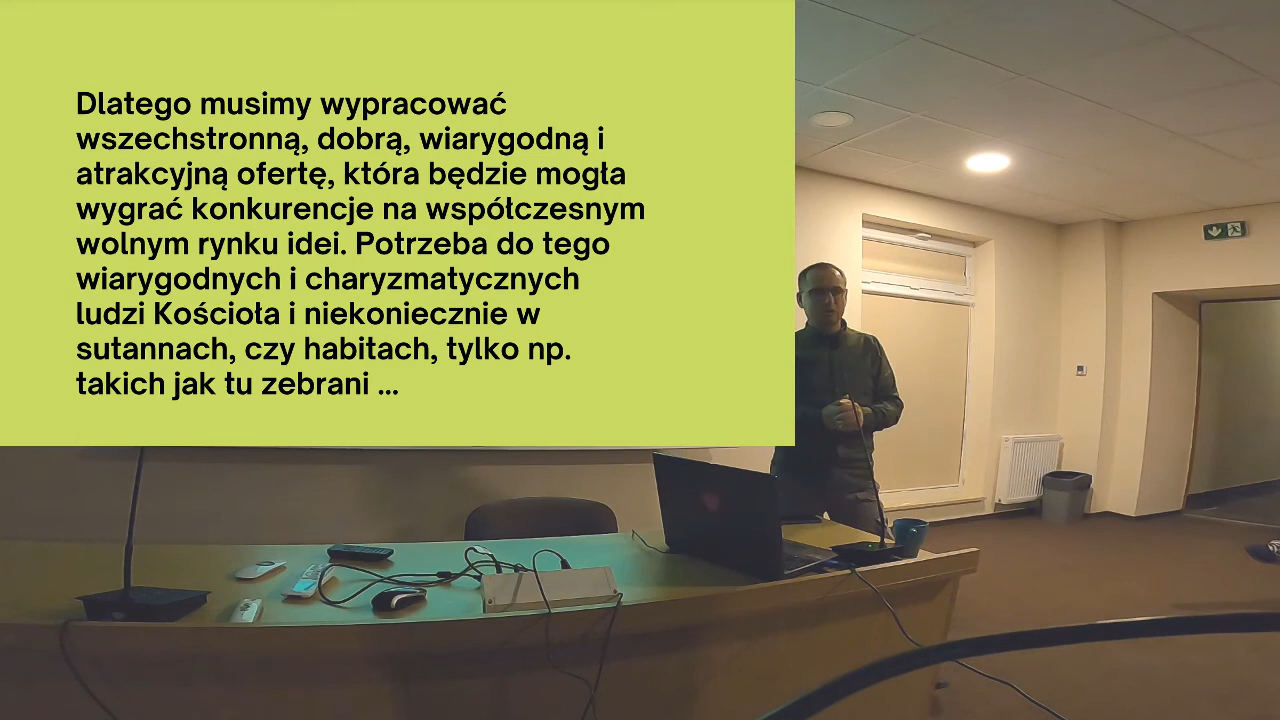 Dlatego musimy wypracować
wszechstronną, dobrą, wiarygodną i
atrakcyjną ofertę, która będzie mogła
wygrać konkurencje na współczesnym
wolnym rynku idei. Potrzeba do tego
wiarygodnych i charyzmatycznych
ludzi Kościoła i niekoniecznie w
sutannach, czy habitach, tylko np.
takich jak tu zebrani ...